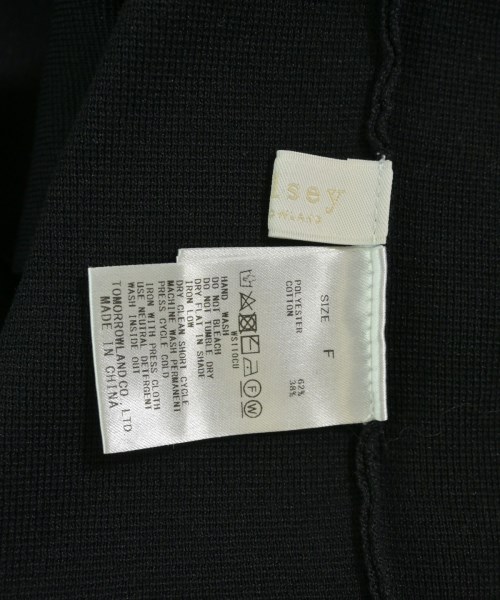 lsey
SIZE F
POLYESTER 62%
COTTON 38%
WS110CU
HAND WASH
DO NOT BLEACH
DO NOT TUMBLE DRY
DRY FLAT IN SHADE
IRON LOW
DRY CLEAN SHORT CYCLE
MACHINE WASH PERMANENT
PRESS CYCLE COLD
IRON WITH PRESS CLOTH
USE NEUTRAL DETERGENT
WASH INSIDE OUT
TOMORROWLAND CO., LTD
MADE IN CHINA